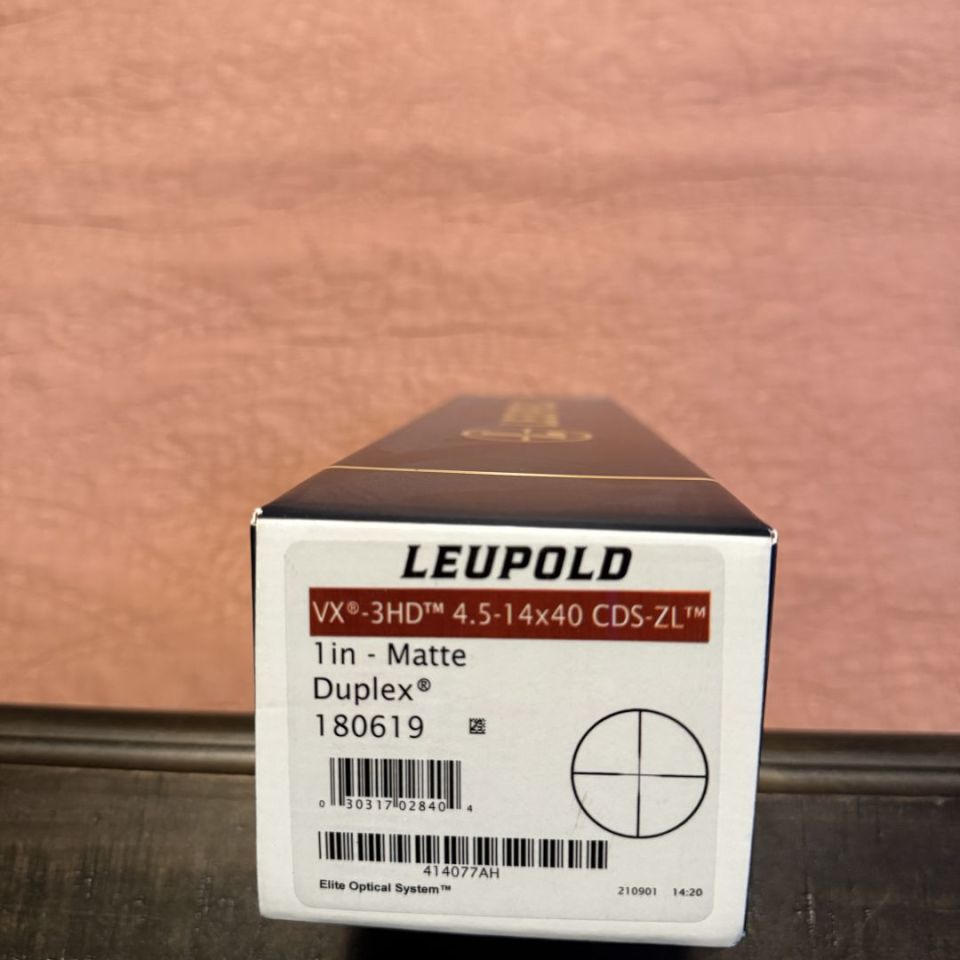 LEUPOLD
VX®-3HD™ 4.5-14x40 CDS-ZL™
1in - Matte
Duplex®
180619
0 30317 02840 4
414077AH
Elite Optical System™
210901 14:20